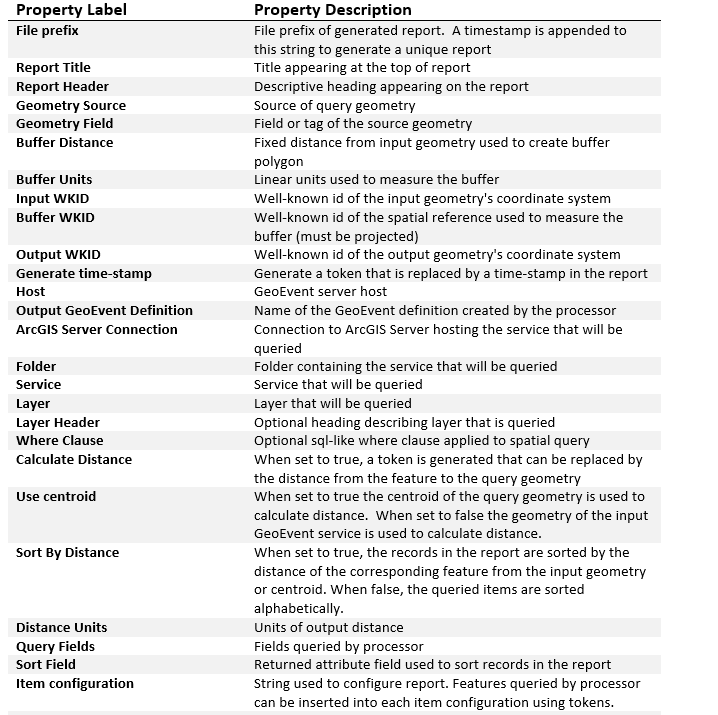 Property Label Property Description
File prefix File prefix of generated report.  A timestamp is appended to
this string to generate a unique report
Report Title Title appearing at the top of report
Report Header Descriptive heading appearing on the report
Geometry Source Source of query geometry
Geometry Field Field or tag of the source geometry
Buffer Distance Fixed distance from input geometry used to create buffer
polygon
Buffer Units Linear units used to measure the buffer
Input WKID Well-known id of the input geometry's coordinate system
Buffer WKID Well-known id of the spatial reference used to measure the
buffer (must be projected)
Output WKID Well-known id of the output geometry's coordinate system
Generate time-stamp Generate a token that is replaced by a time-stamp in the report
Host GeoEvent server host
Output GeoEvent Definition Name of the GeoEvent definition created by the processor
ArcGIS Server Connection Connection to ArcGIS Server hosting the service that will be
queried
Folder Folder containing the service that will be queried
Service Service that will be queried
Layer Layer that will be queried
Layer Header Optional heading describing layer that is queried
Where Clause Optional sql-like where clause applied to spatial query
Calculate Distance When set to true, a token is generated that can be replaced by
the distance from the feature to the query geometry
Use centroid When set to true the centroid of the query geometry is used to
calculate distance.  When set to false the geometry of the input
GeoEvent service is used to calculate distance.
Sort By Distance When set to true, the records in the report are sorted by the
distance of the corresponding feature from the input geometry
or centroid. When false, the queried items are sorted
alphabetically.
Distance Units Units of output distance
Query Fields Fields queried by processor
Sort Field Returned attribute field used to sort records in the report
Item configuration String used to configure report. Features queried by processor
can be inserted into each item configuration using tokens.